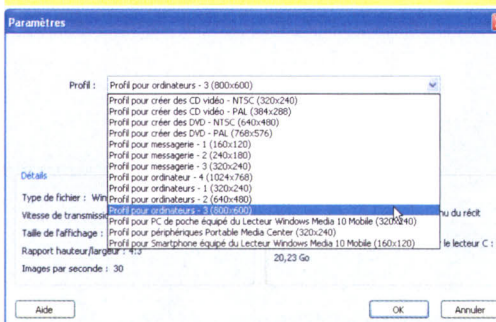 Paramètres
Profil : Profil pour ordinateurs - 3 (800x600)
Profil pour créer des CD vidéo - NTSC (320x240)
Profil pour créer des CD vidéo - PAL (384x288)
Profil pour créer des DVD - NTSC (640x480)
Profil pour créer des DVD - PAL (768x576)
Profil pour messagerie - 1 (160x120)
Profil pour messagerie - 2 (240x180)
Profil pour messagerie - 3 (320x240)
Profil pour ordinateur - 4 (1024x768)
Profil pour ordinateurs - 1 (320x240)
Profil pour ordinateurs - 2 (640x480)
Profil pour ordinateurs - 3 (800x600)
Profil pour PC de poche équipé du Lecteur Windows Media 10 Mobile (320x240)
Profil pour périphériques Portable Media Center (320x240)
Profil pour Smartphone équipé du Lecteur Windows Media 10 Mobile (160x120)
Détails
Type de fichier : Win
Vitesse de transmissi
nu du récit
Taille de l'affichage :
le lecteur C :
Rapport hauteur/largeur : 4:3
20,23 Go
Images par seconde : 30
Aide
OK
Annuler